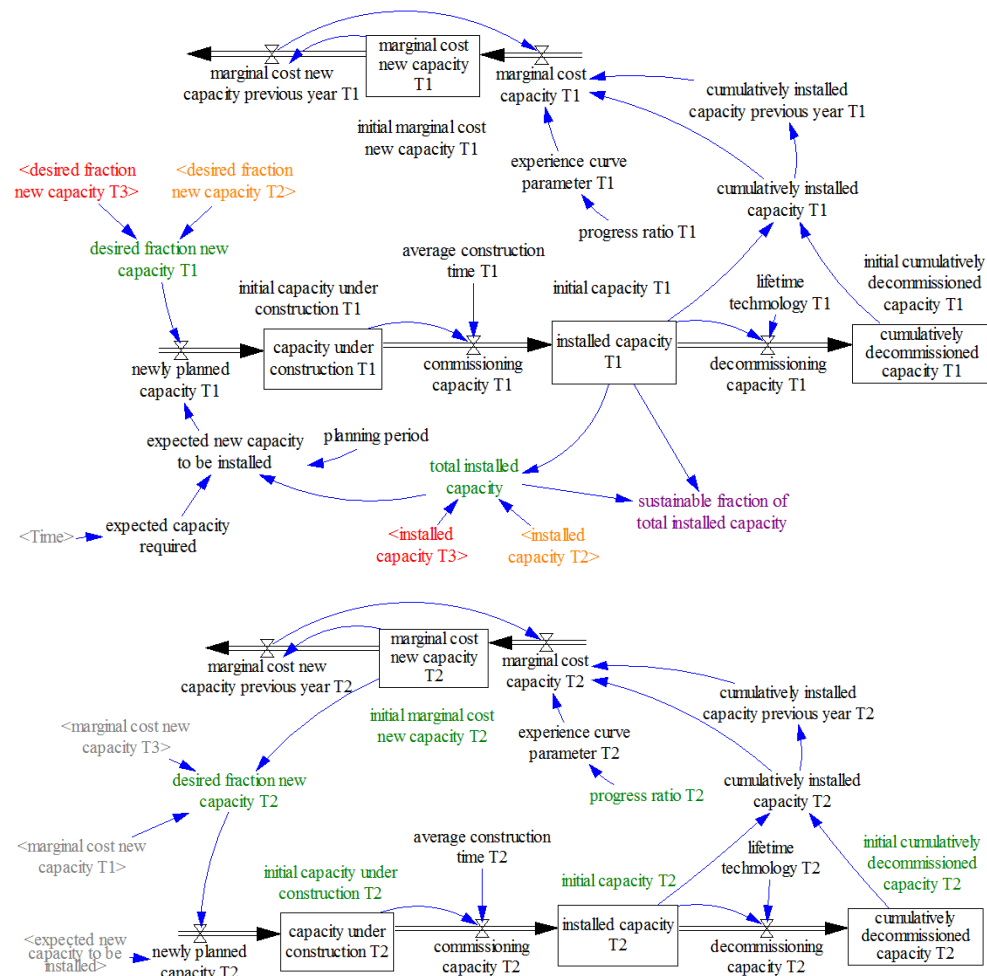 marginal cost
new capacity
T1
marginal cost new
capacity previous year T1
marginal cost
capacity T1
cumulatively installed
capacity previous year T1
initial marginal cost
new capacity T1
experience curve
parameter T1
<desired fraction
new capacity T3>
<desired fraction
new capacity T2>
cumulatively installed
capacity T1
progress ratio T1
desired fraction new
capacity T1
average construction
time T1
initial capacity under
construction T1
initial capacity T1
lifetime
technology T1
initial cumulatively
decommissioned
capacity T1
capacity under
construction T1
installed capacity
T1
cumulatively
decommissioned
capacity T1
newly planned
capacity T1
commissioning
capacity T1
decommissioning
capacity T1
expected new capacity
to be installed
planning period
total installed
capacity
sustainable fraction of
total installed capacity
<Time>
expected capacity
required
<installed
capacity T3>
<installed
capacity T2>
marginal cost
new capacity
T2
marginal cost new
capacity previous year T2
marginal cost
capacity T2
cumulatively installed
capacity previous year T2
<marginal cost new
capacity T3>
initial marginal cost
new capacity T2
experience curve
parameter T2
desired fraction new
capacity T2
cumulatively installed
capacity T2
progress ratio T2
<marginal cost new
capacity T1>
average construction
time T2
lifetime
technology T2
initial cumulatively
decommissioned
capacity T2
initial capacity under
construction T2
initial capacity T2
<expected new
capacity to be
installed>
newly planned
capacity T2
capacity under
construction T2
commissioning
capacity T2
installed capacity
T2
decommissioning
capacity T2
cumulatively
decommissioned
capacity T2